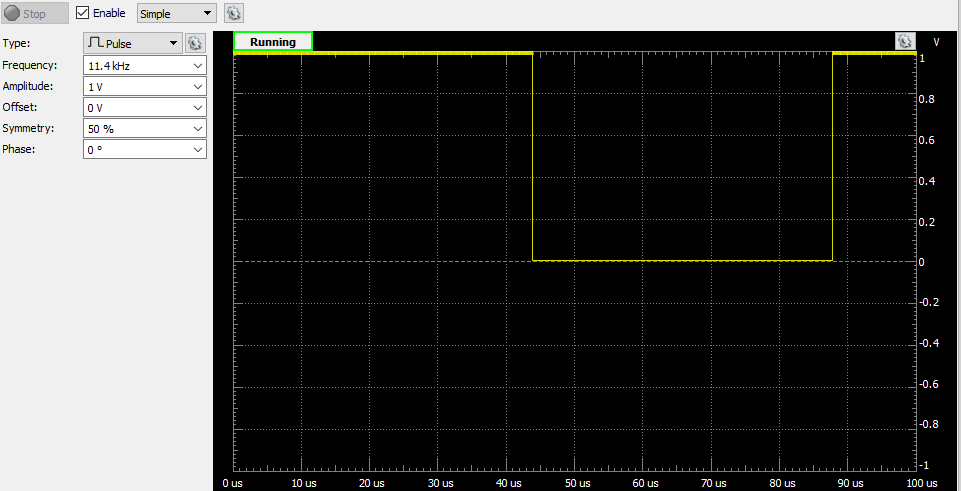 Stop Enable Simple
Type: Pulse
Frequency: 11.4 kHz
Amplitude: 1 V
Offset: 0 V
Symmetry: 50 %
Phase: 0 °
Running V
1
0.8
0.6
0.4
0.2
0
-0.2
-0.4
-0.6
-0.8
-1
0 us 10 us 20 us 30 us 40 us 50 us 60 us 70 us 80 us 90 us 100 us